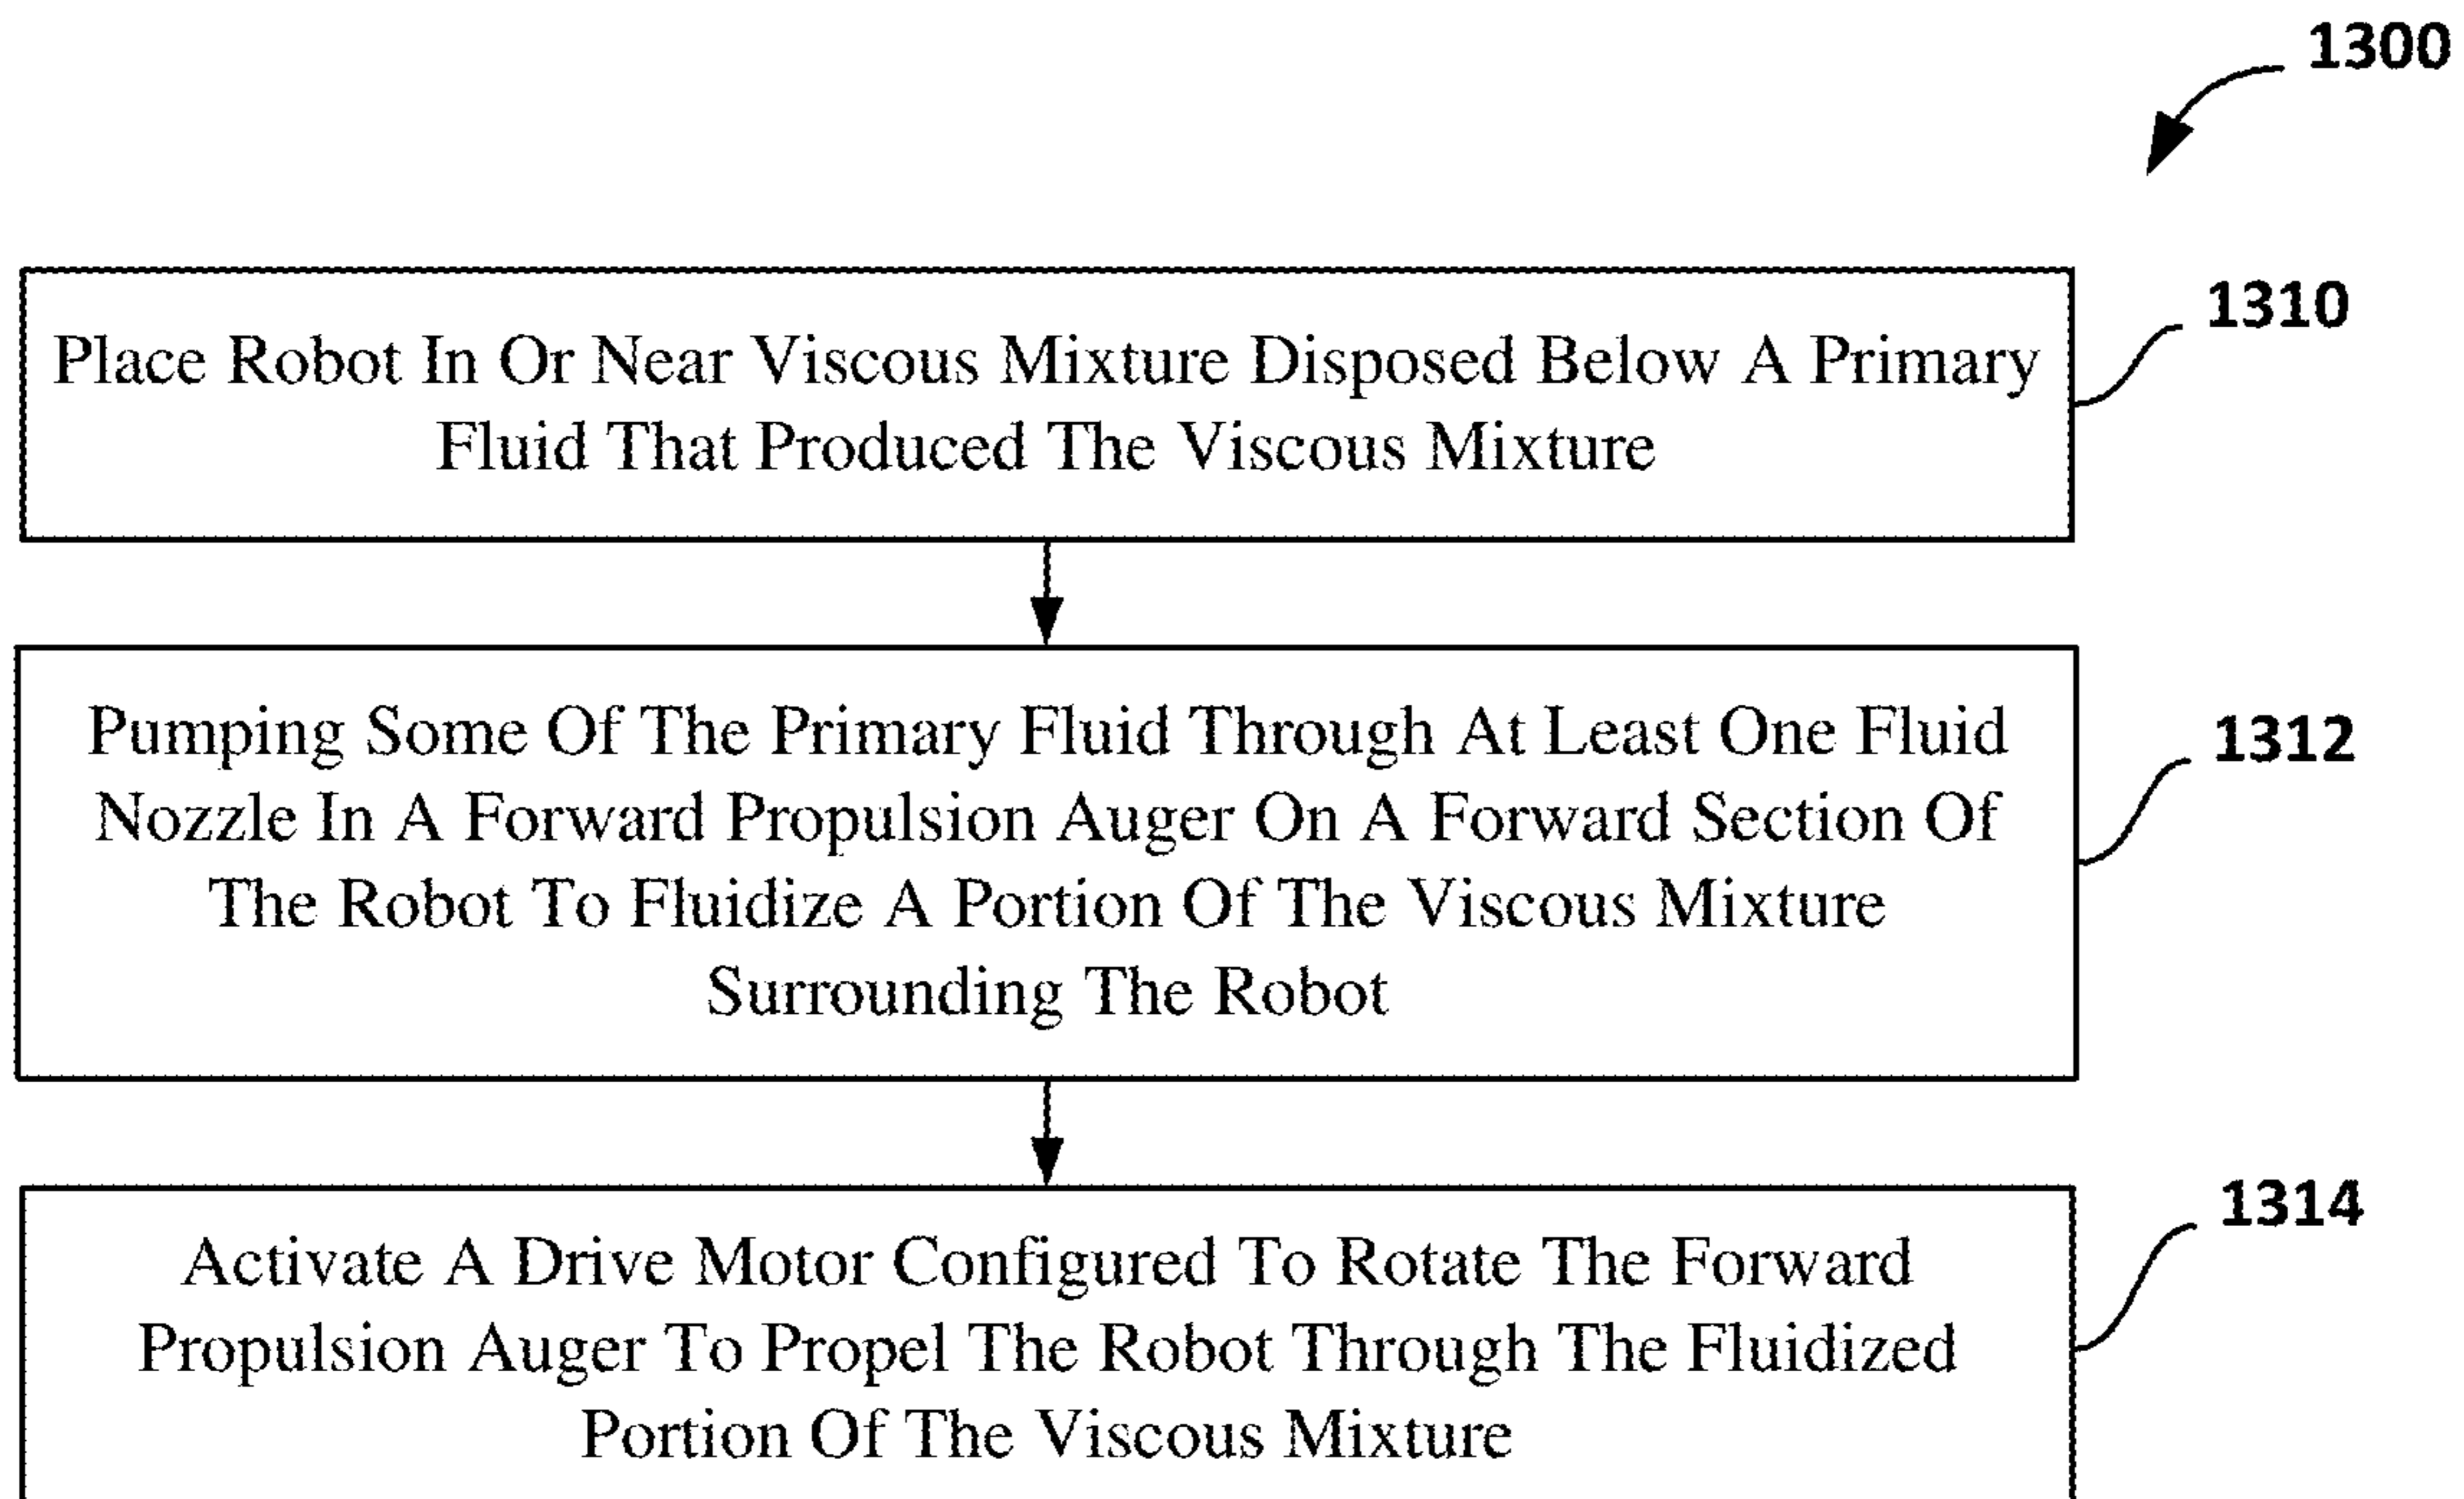 1300
1310
Place Robot In Or Near Viscous Mixture Disposed Below A Primary
Fluid That Produced The Viscous Mixture
1312
Pumping Some Of The Primary Fluid Through At Least One Fluid
Nozzle In A Forward Propulsion Auger On A Forward Section Of
The Robot To Fluidize A Portion Of The Viscous Mixture
Surrounding The Robot
1314
Activate A Drive Motor Configured To Rotate The Forward
Propulsion Auger To Propel The Robot Through The Fluidized
Portion Of The Viscous Mixture